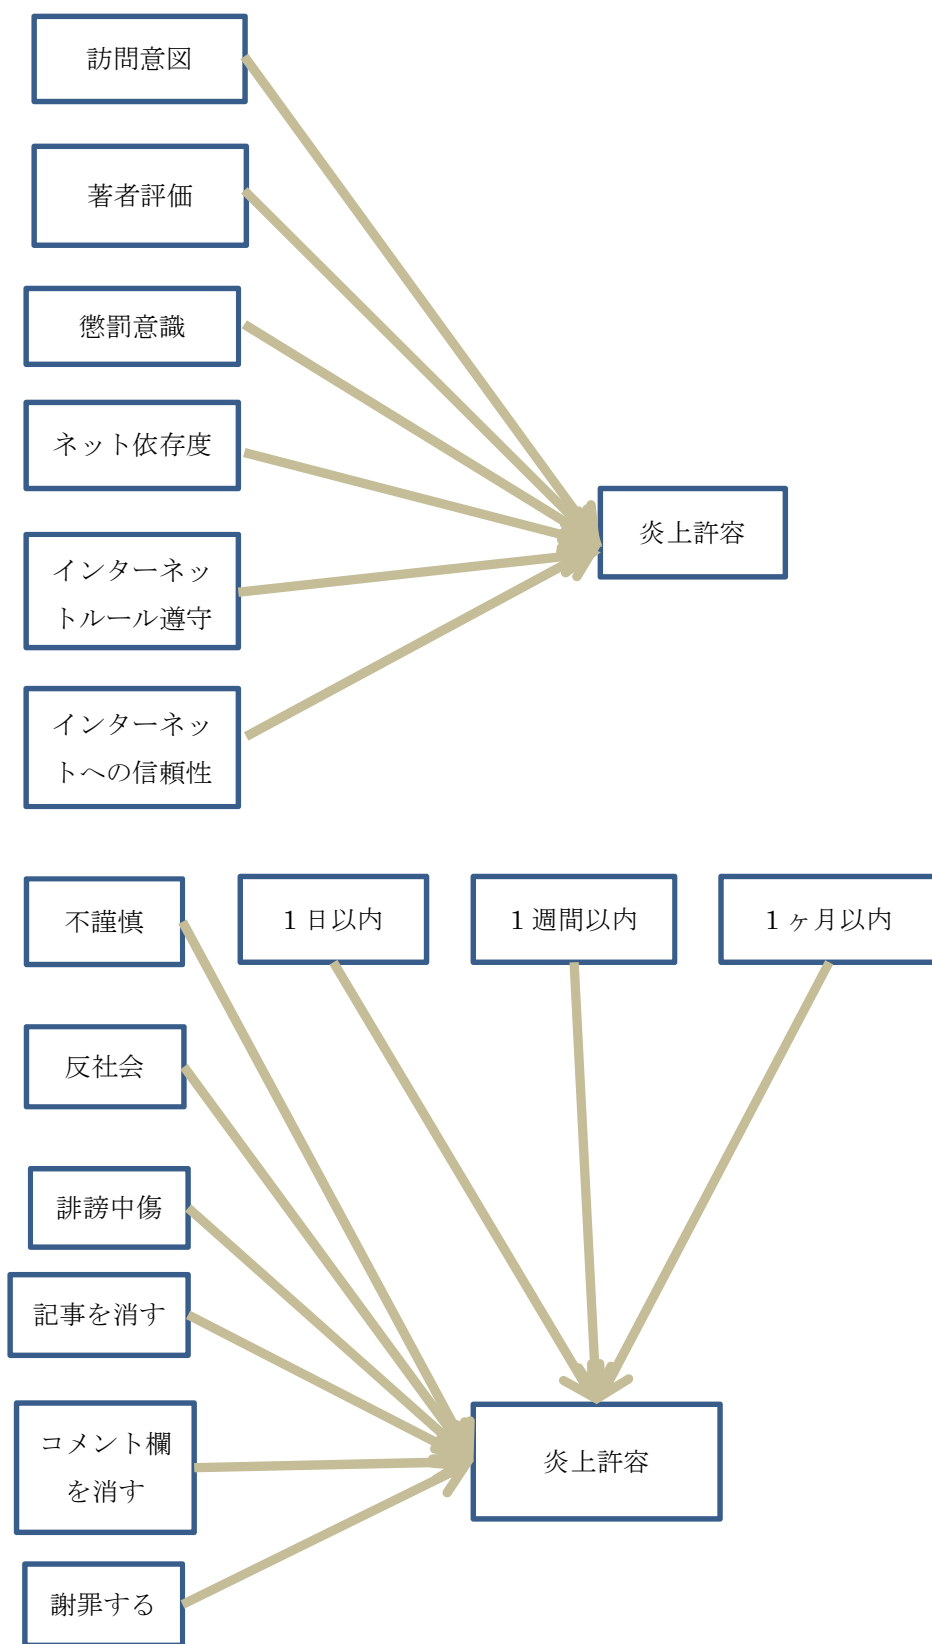 訪問意図
著者評価
懲罰意識
ネット依存度
炎上許容
インターネッ
トルール遵守
インターネッ
トへの信頼性
不謹慎
１日以内
１週間以内
１ヶ月以内
反社会
誹謗中傷
記事を消す
コメント欄
を消す
炎上許容
謝罪する